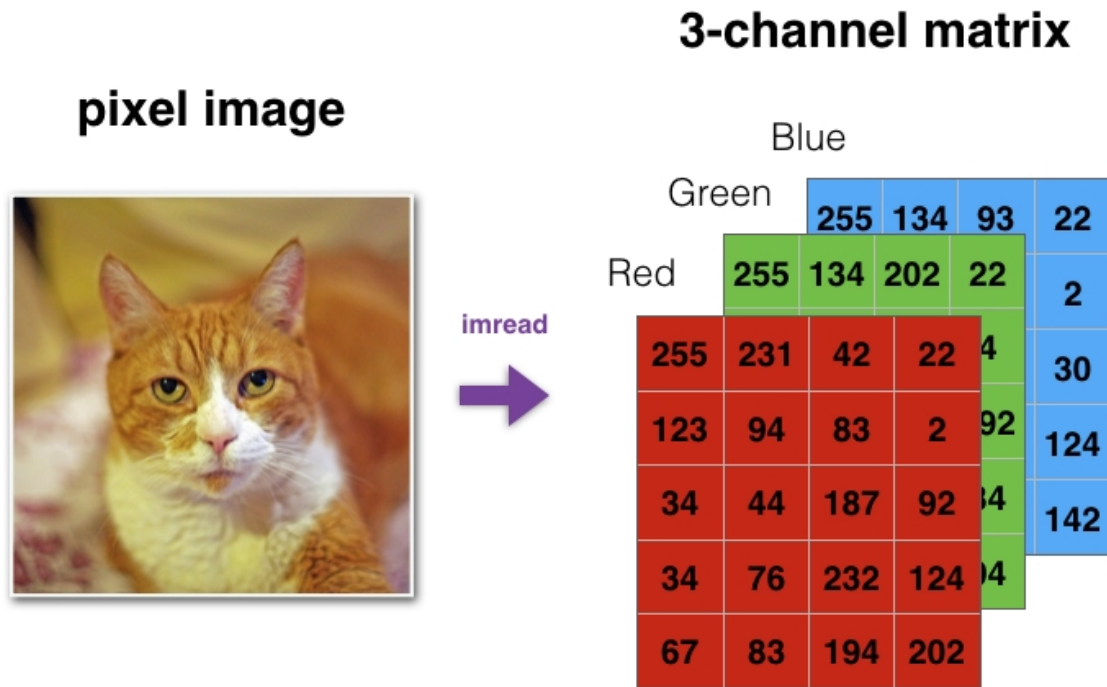 3-channel matrix
pixel image
Blue
Green
Red
imread
255 134 93 22
2
30
124
142
255 134 202 22
255 231 42 22
123 94 83 2
34 44 187 92
34 76 232 124
67 83 194 202